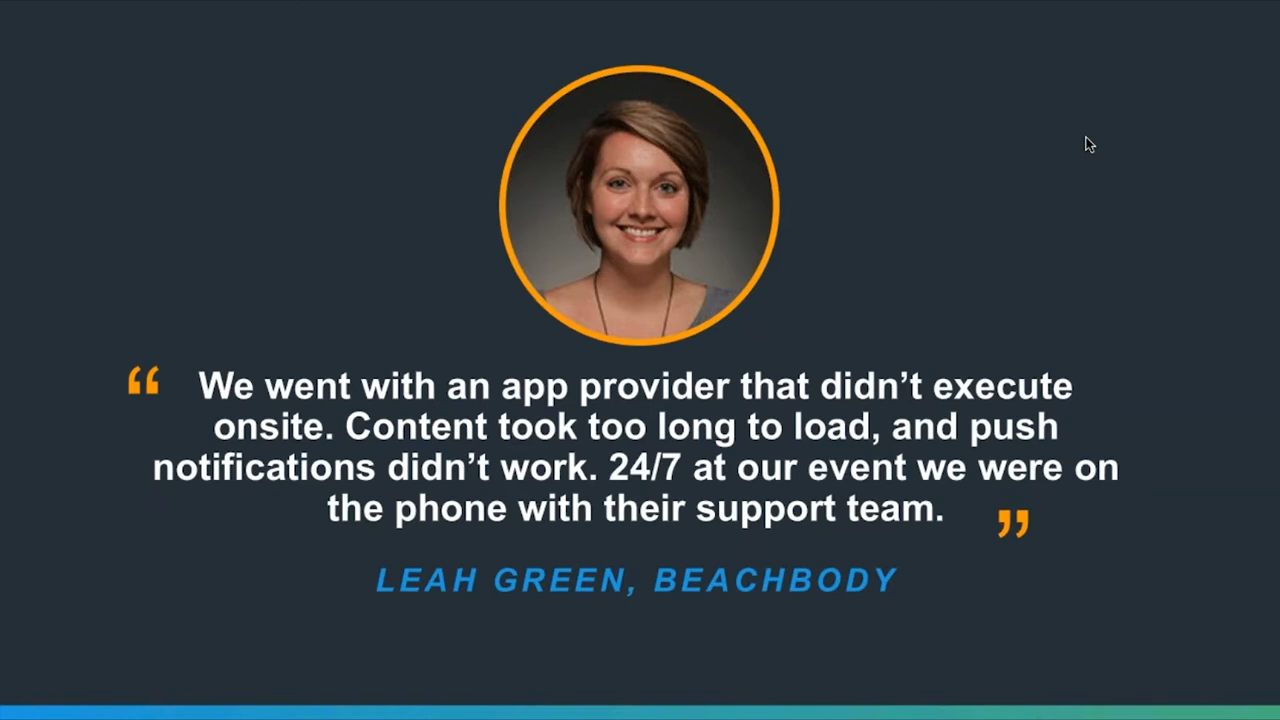 “ We went with an app provider that didn’t execute
onsite. Content took too long to load, and push
notifications didn’t work. 24/7 at our event we were on
the phone with their support team. ”
LEAH GREEN, BEACHBODY